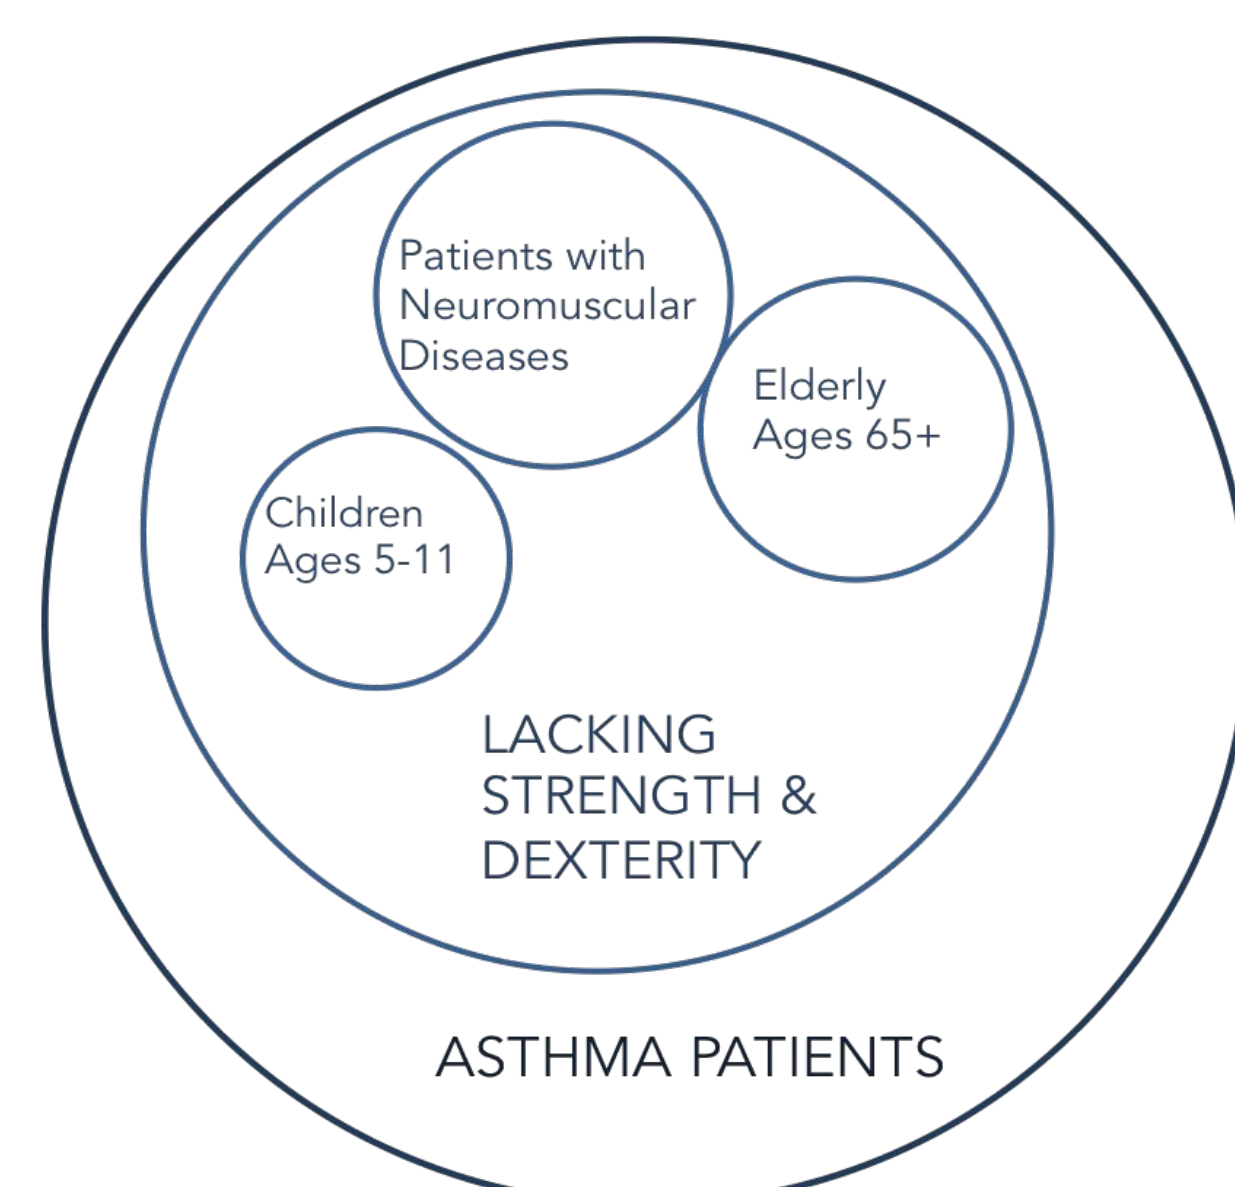 Patients with
Neuromuscular
Diseases
Elderly
Ages 65+
Children
Ages 5-11
LACKING
STRENGTH &
DEXTERITY
ASTHMA PATIENTS